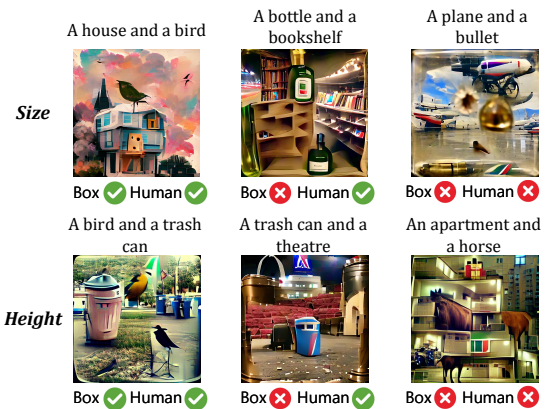 A house and a bird
A bottle and a
bookshelf
A plane and a
bullet
Size
Box Human
Box Human
Box Human
A bird and a trash
can
A trash can and a
theatre
An apartment and
a horse
Height
Box Human
Box Human
Box Human